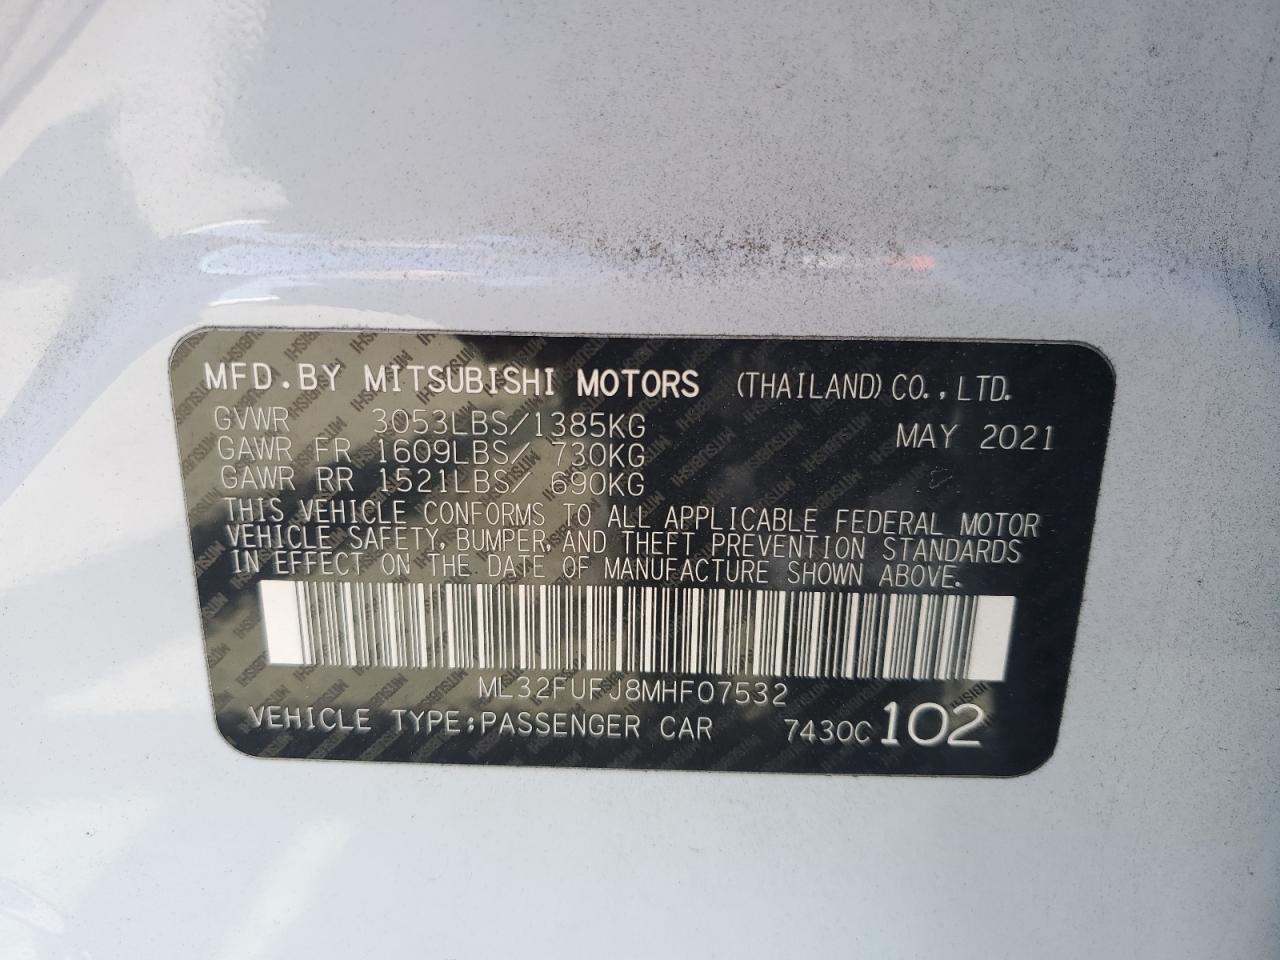 MFD.BY MITSUBISHI MOTORS (THAILAND) CO., LTD.
GVWR 3053LBS/1385KG MAY 2021
GAWR FR 1609LBS/ 730KG
GAWR RR 1521LBS/ 690KG
THIS VEHICLE CONFORMS TO ALL APPLICABLE FEDERAL MOTOR
VEHICLE SAFETY, BUMPER, AND THEFT PREVENTION STANDARDS
IN EFFECT ON THE DATE OF MANUFACTURE SHOWN ABOVE.
ML32FUFJ8MHF07532
VEHICLE TYPE:PASSENGER CAR 7430C 102